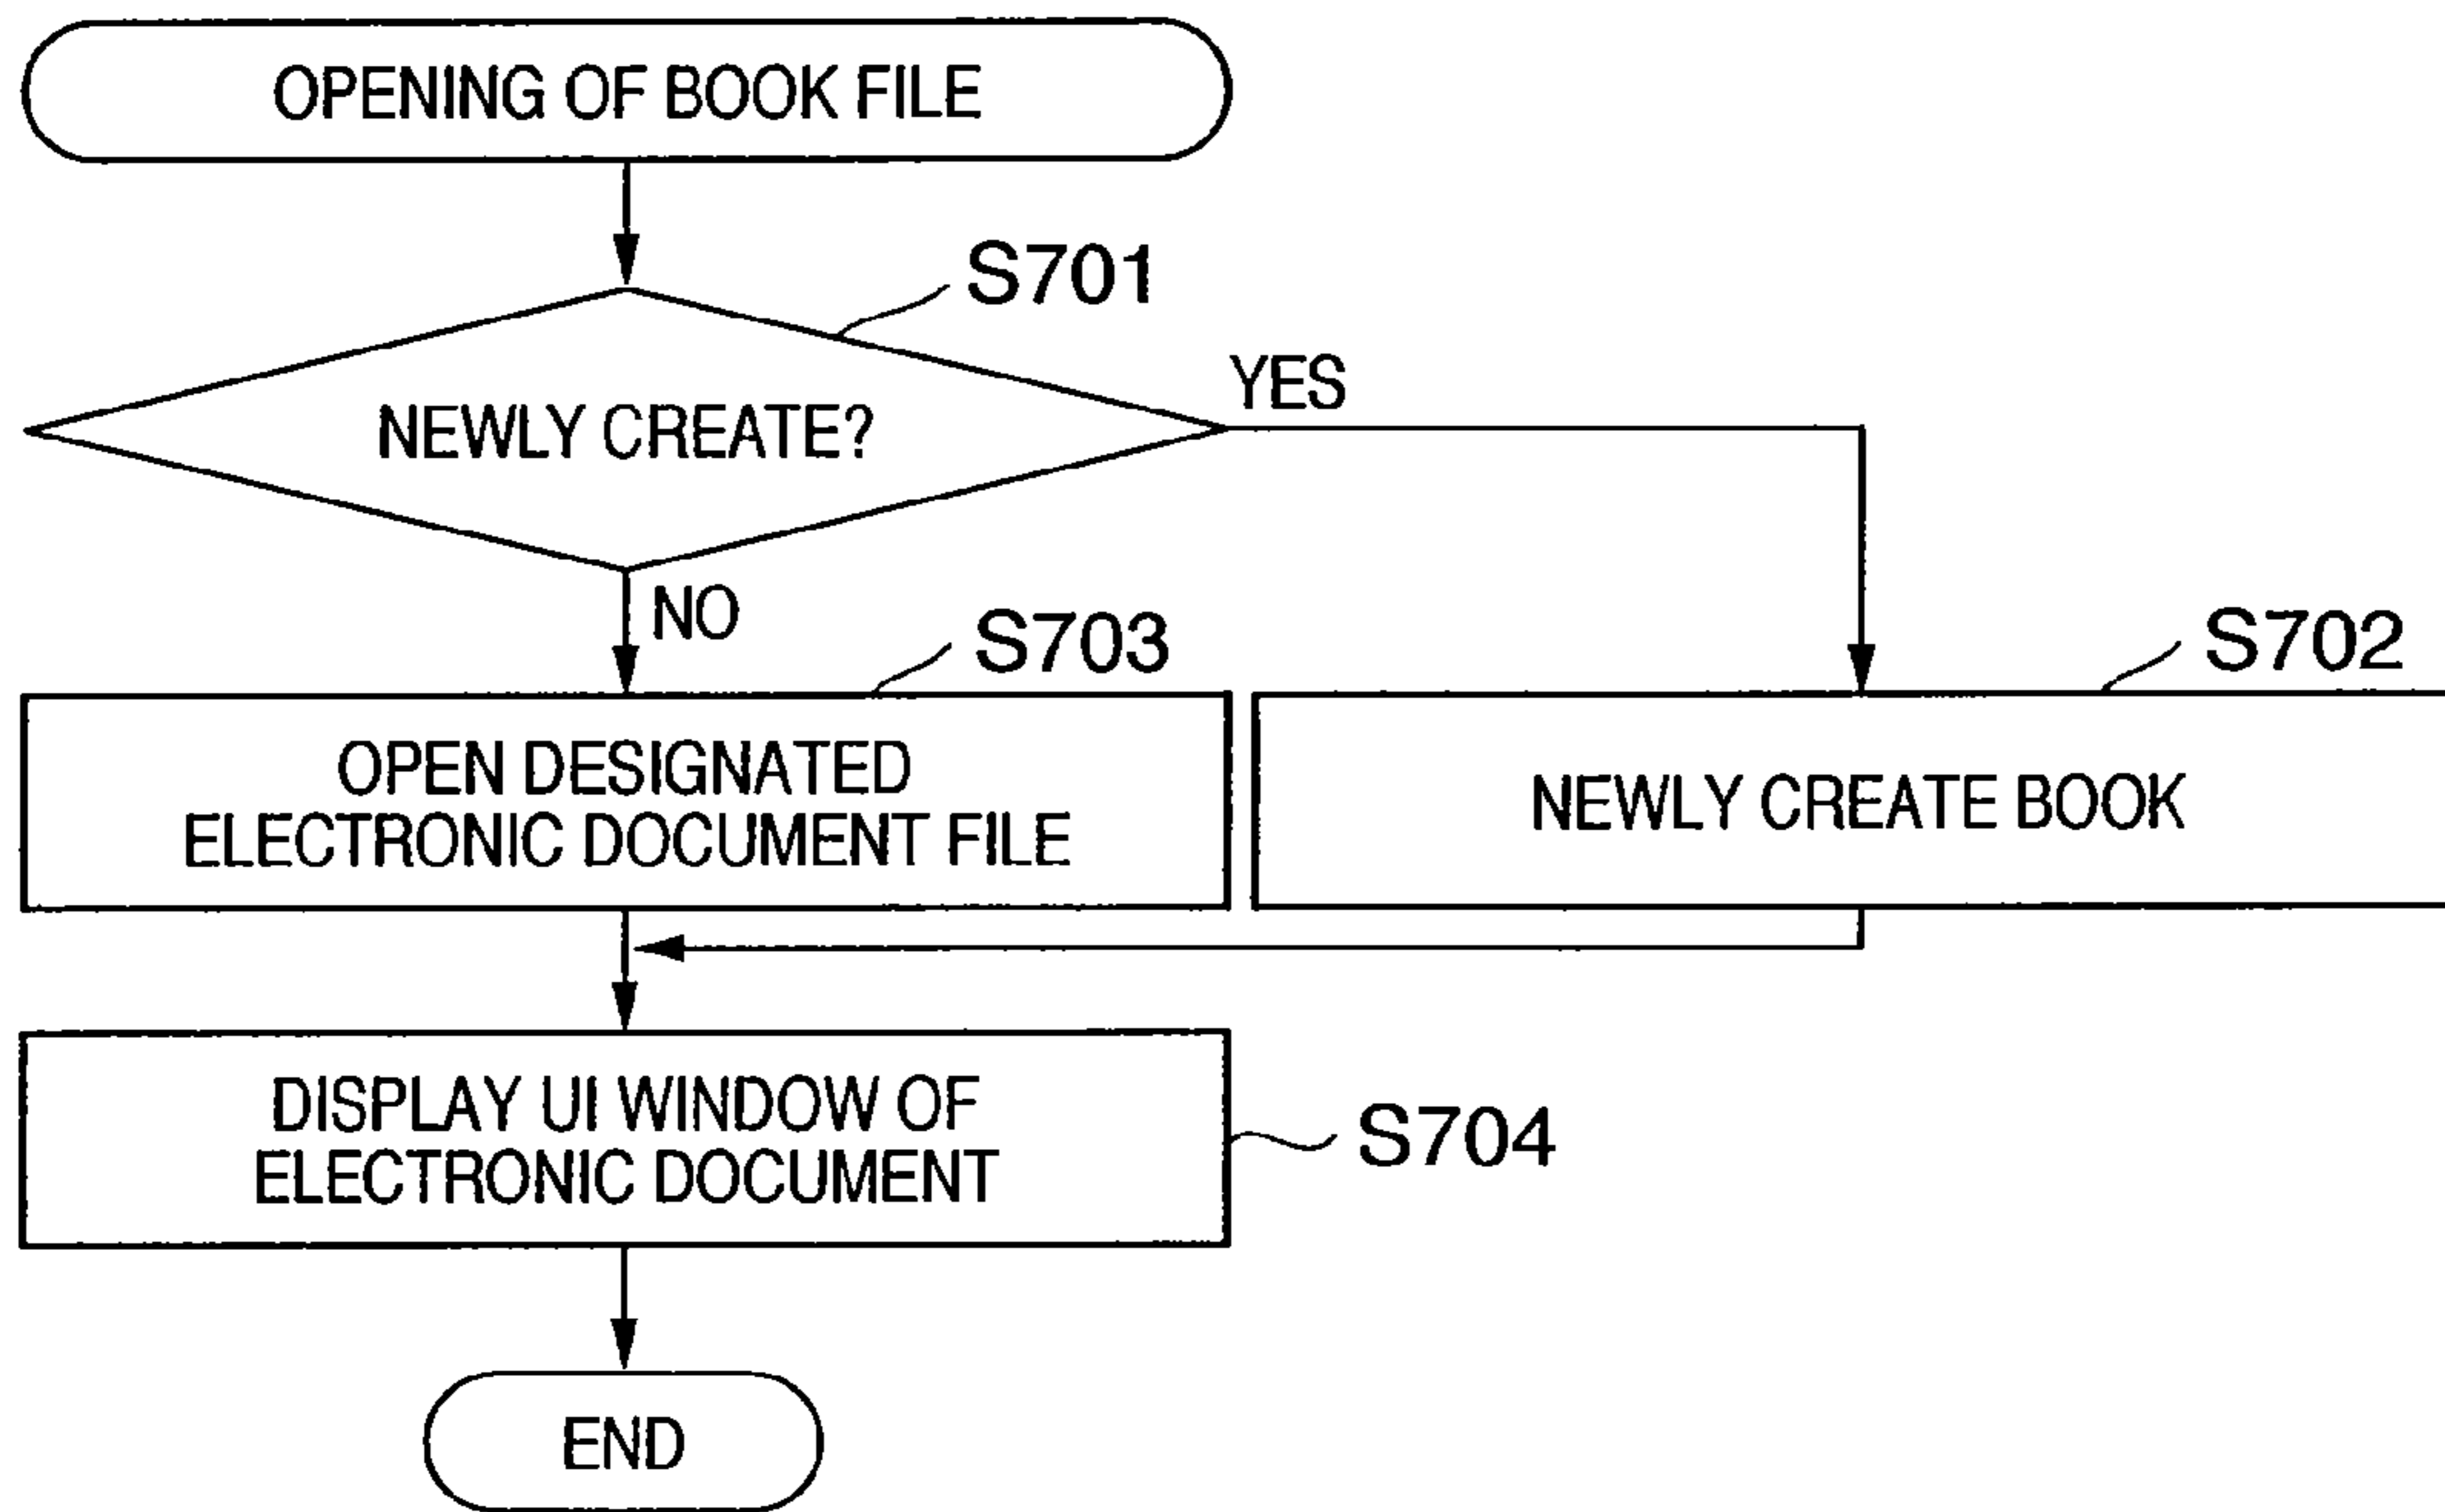 OPENING OF BOOK FILE
S701
NEWLY CREATE?
YES
NO
S703
S702
OPEN DESIGNATED
ELECTRONIC DOCUMENT FILE
NEWLY CREATE BOOK
DISPLAY UI WINDOW OF
ELECTRONIC DOCUMENT
S704
END